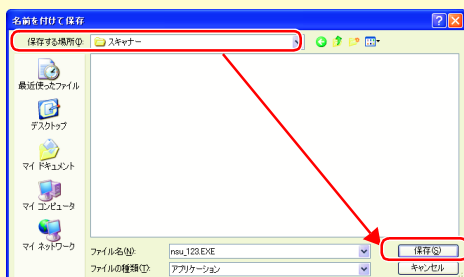 名前を付けて保存
保存する場所(I): スキャナー
最近使ったファイル
デスクトップ
マイ ドキュメント
マイ コンピュータ
マイ ネットワーク
ファイル名(N): nsu_123.EXE 保存(S)
ファイルの種類(T): アプリケーション キャンセル